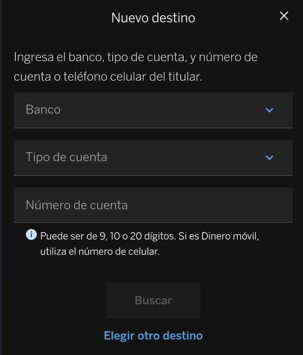 Nuevo destino
Ingresa el banco, tipo de cuenta, y número de
cuenta o teléfono celular del titular.
Banco
Tipo de cuenta
Número de cuenta
Puede ser de 9, 10 o 20 dígitos. Si es Dinero móvil,
utiliza el número de celular.
Buscar
Elegir otro destino